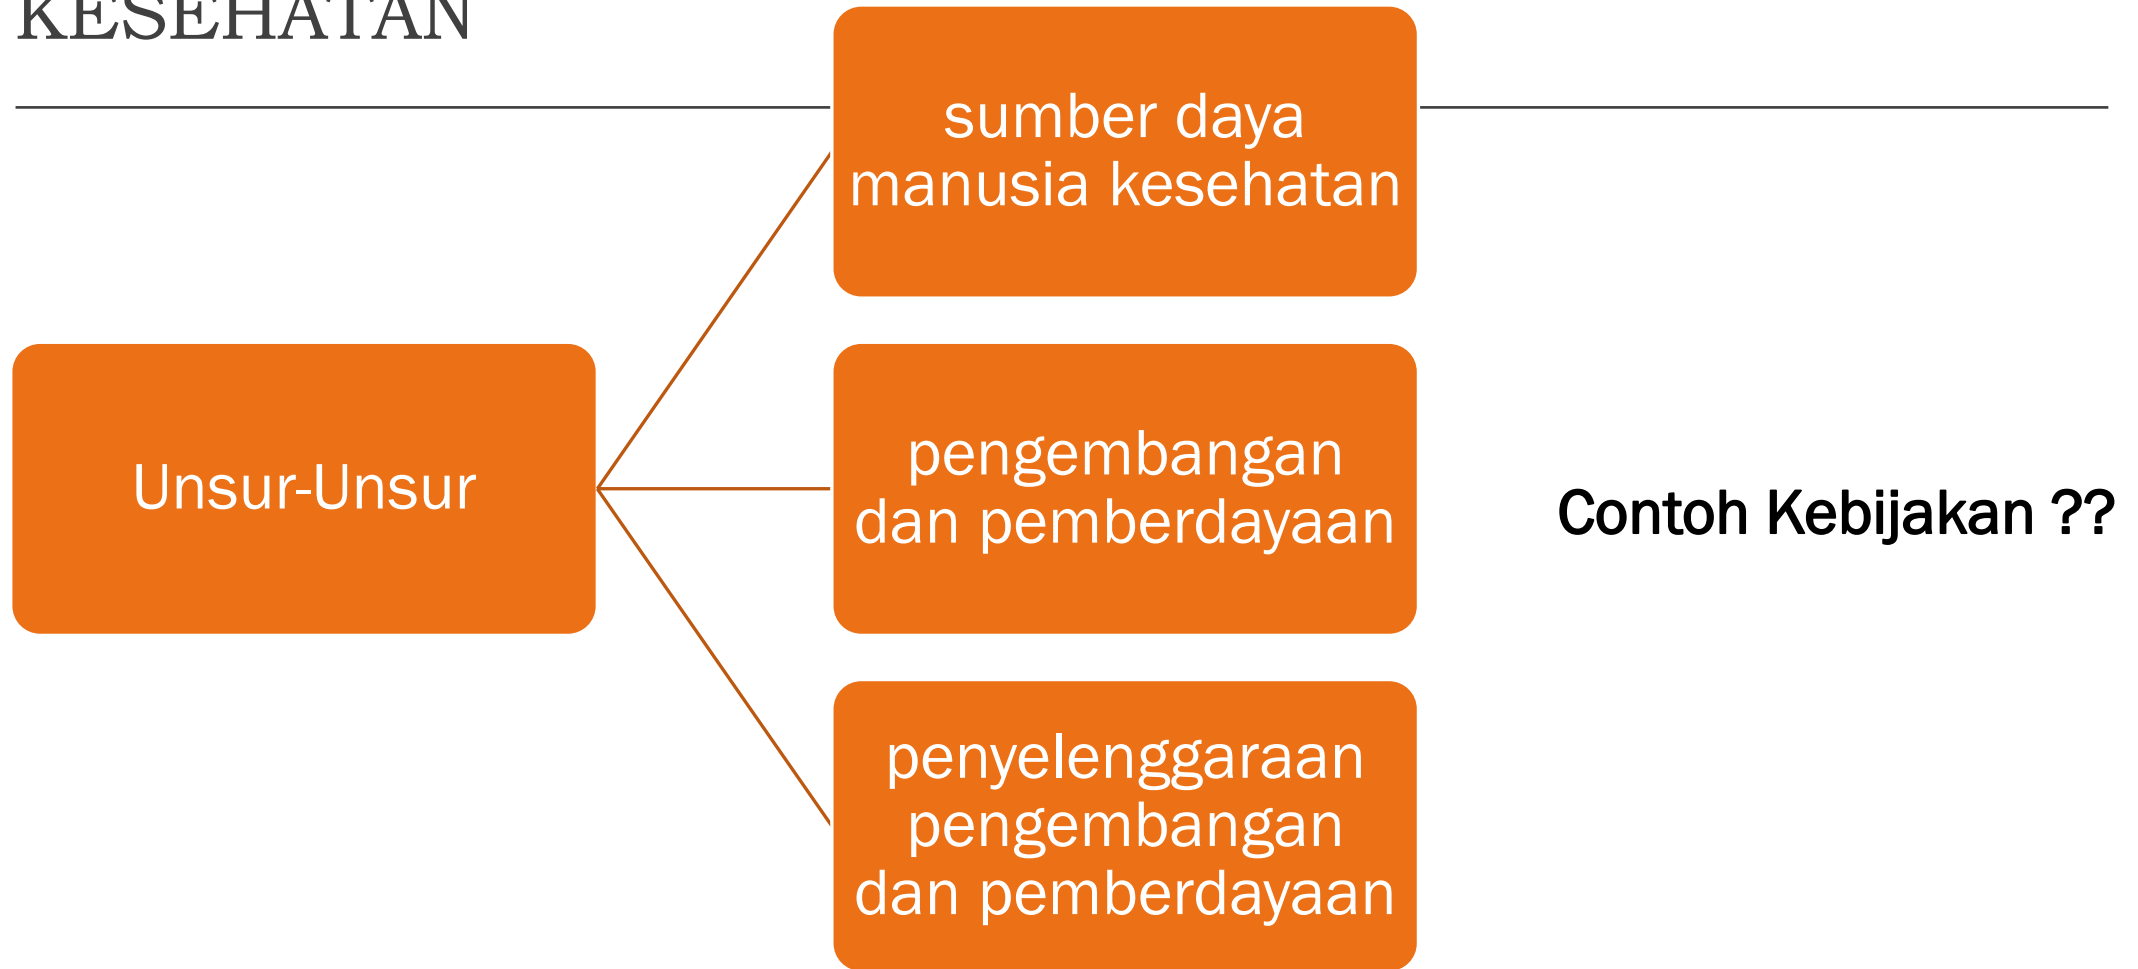 KESEHATAN
sumber daya
manusia kesehatan
Unsur-Unsur
pengembangan
dan pemberdayaan
Contoh Kebijakan ??
penyelenggaraan
pengembangan
dan pemberdayaan